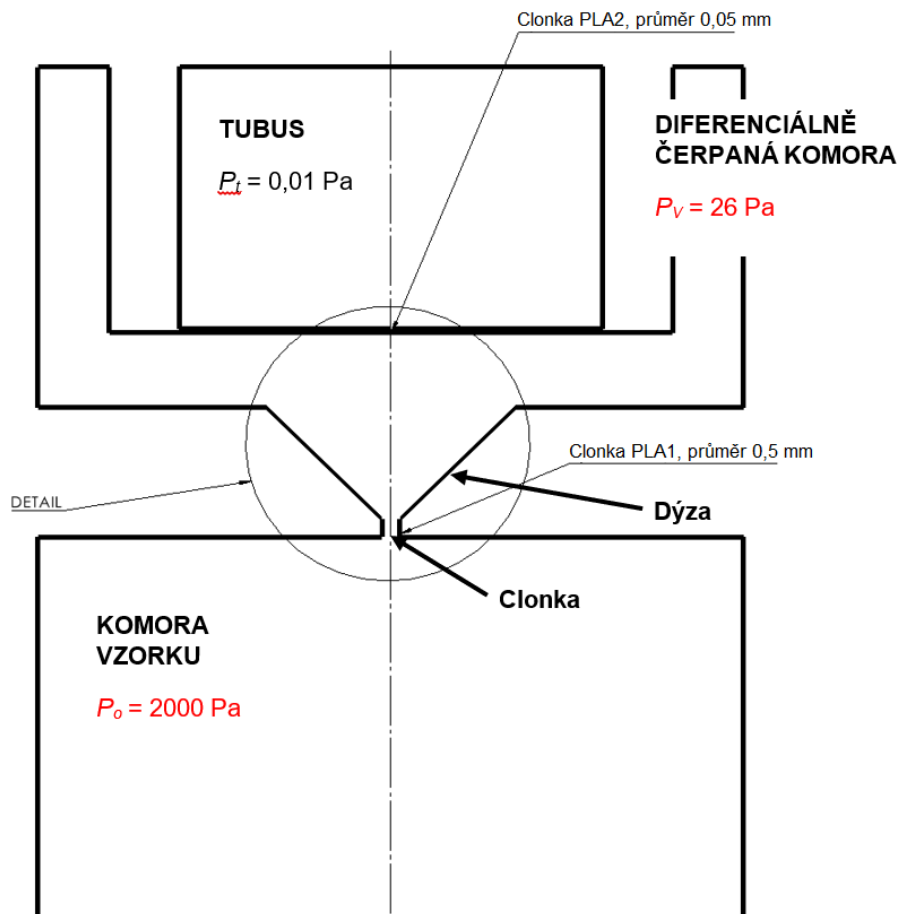 Clonka PLA2, průměr 0,05 mm
TUBUS
Pt = 0,01 Pa
DIFERENCIÁLNĚ
ČERPANÁ KOMORA
PV = 26 Pa
Clonka PLA1, průměr 0,5 mm
DETAIL
Dýza
Clonka
KOMORA
VZORKU
Po = 2000 Pa